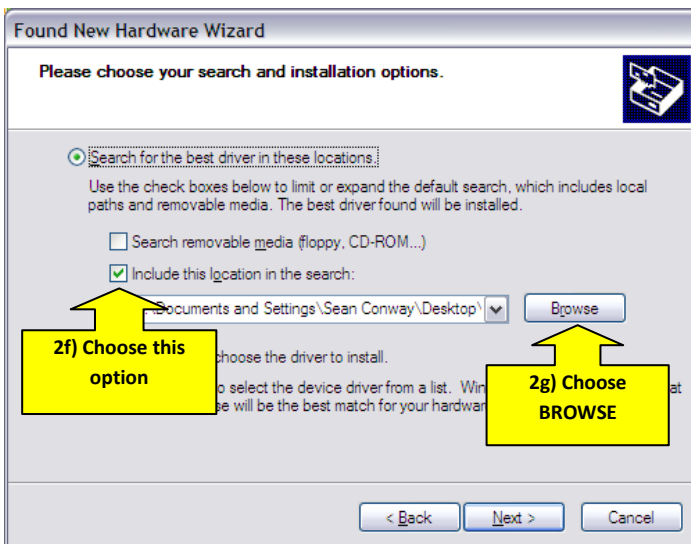 Found New Hardware Wizard
Please choose your search and installation options.
Search for the best driver in these locations.
Use the check boxes below to limit or expand the default search, which includes local
paths and removable media. The best driver found will be installed.
Search removable media (floppy, CD-ROM...)
Include this location in the search:
:\Documents and Settings\Sean Conway\Desktop\
Browse
2f) Choose this
option
choose the driver to install.
to select the device driver from a list. Win
at
se will be the best match for your hardwar
2g) Choose
BROWSE
< Back
Next >
Cancel